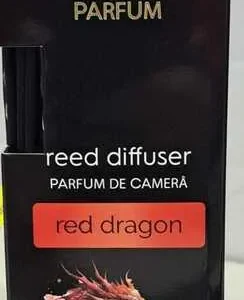 PARFUM
reed diffuser
PARFUM DE CAMERĂ
red dragon